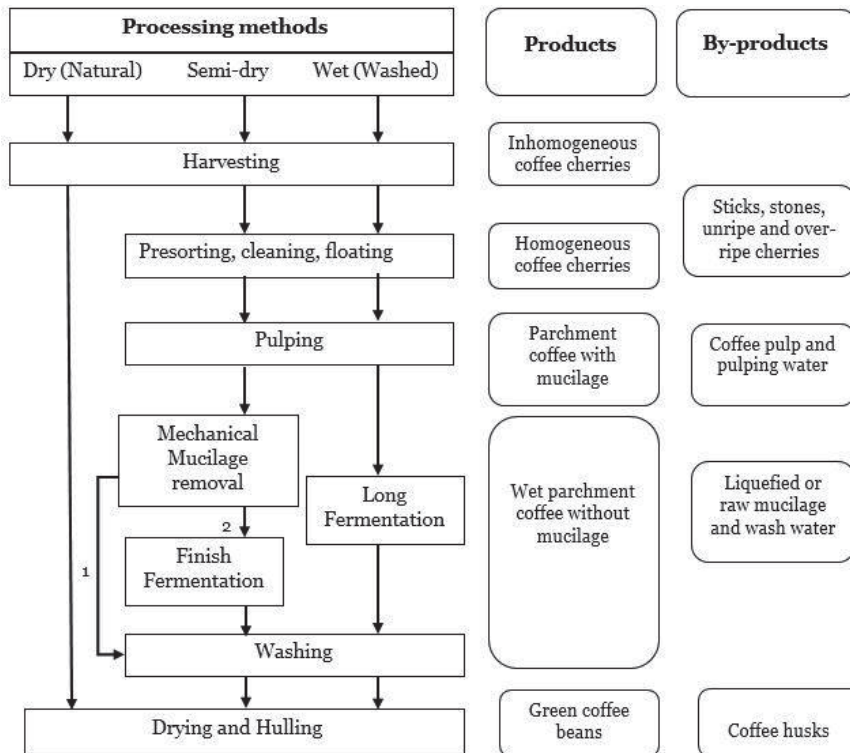 Processing methods
Dry (Natural)
Semi-dry
Wet (Washed)
Products
By-products
Harvesting
Inhomogeneous
coffee cherries
Presorting, cleaning, floating
Homogeneous
coffee cherries
Sticks, stones,
unripe and over-
ripe cherries
Pulping
Parchment
coffee with
mucilage
Coffee pulp and
pulping water
Mechanical
Mucilage
removal
Long
Fermentation
Wet parchment
coffee without
mucilage
Liquefied or
raw mucilage
and wash water
2
1
Finish
Fermentation
Washing
Drying and Hulling
Green coffee
beans
Coffee husks